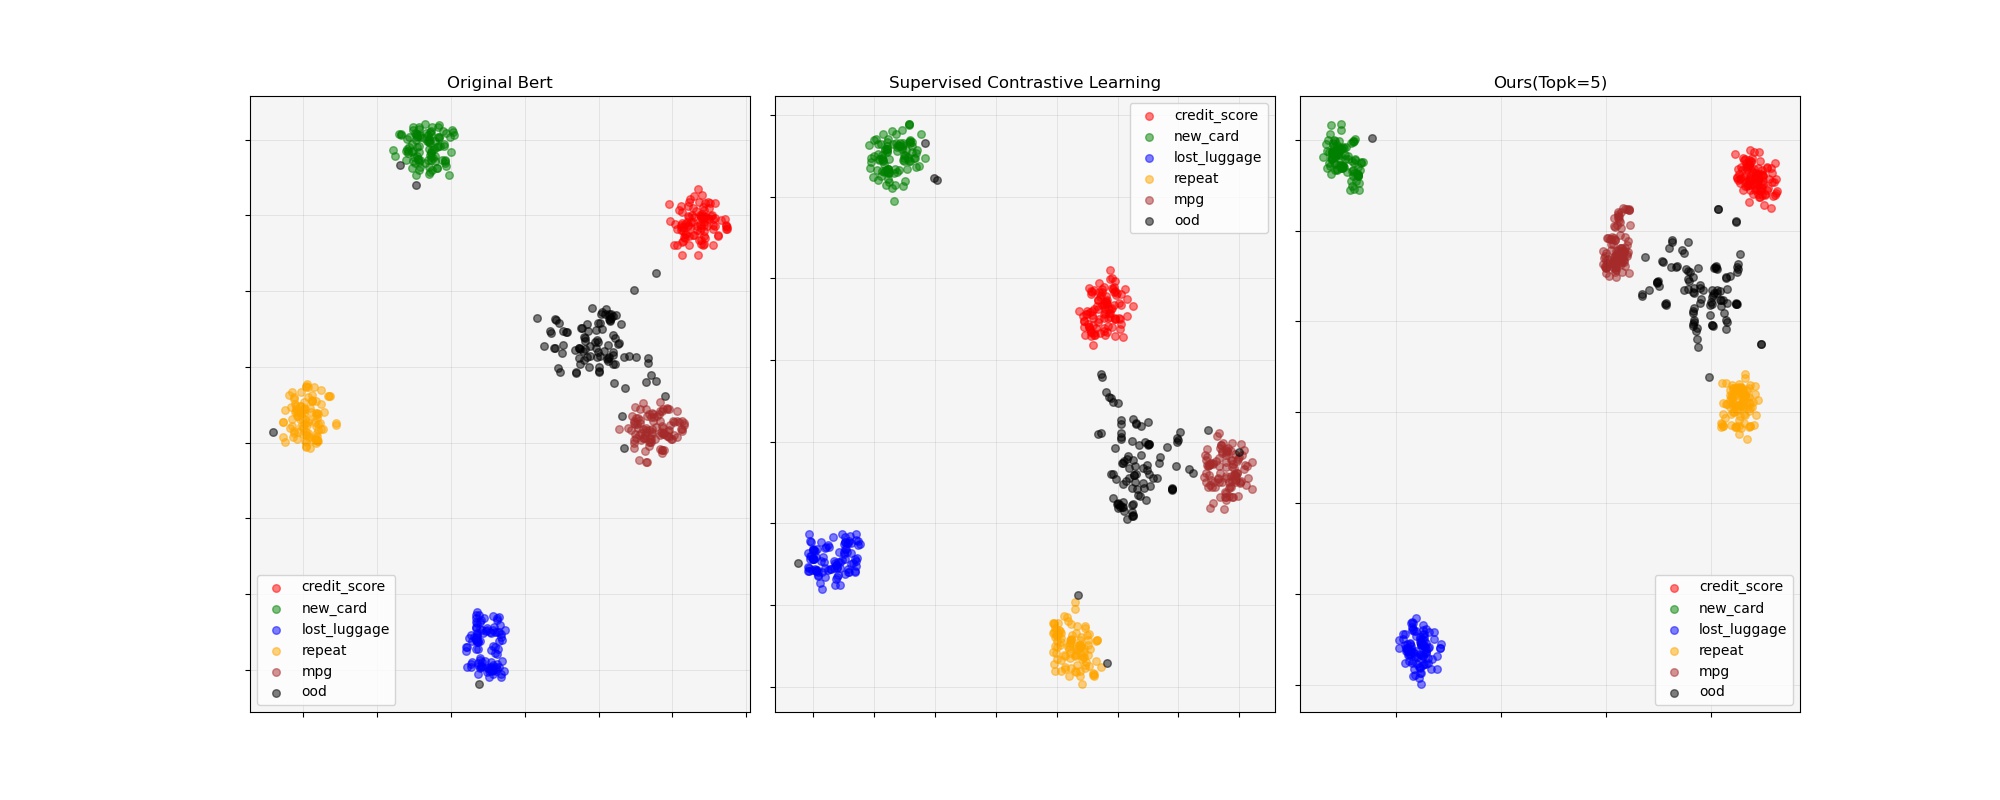 Original Bert
credit_score
new_card
lost_luggage
repeat
mpg
ood
Supervised Contrastive Learning
credit_score
new_card
lost_luggage
repeat
mpg
ood
Ours(Topk=5)
credit_score
new_card
lost_luggage
repeat
mpg
ood